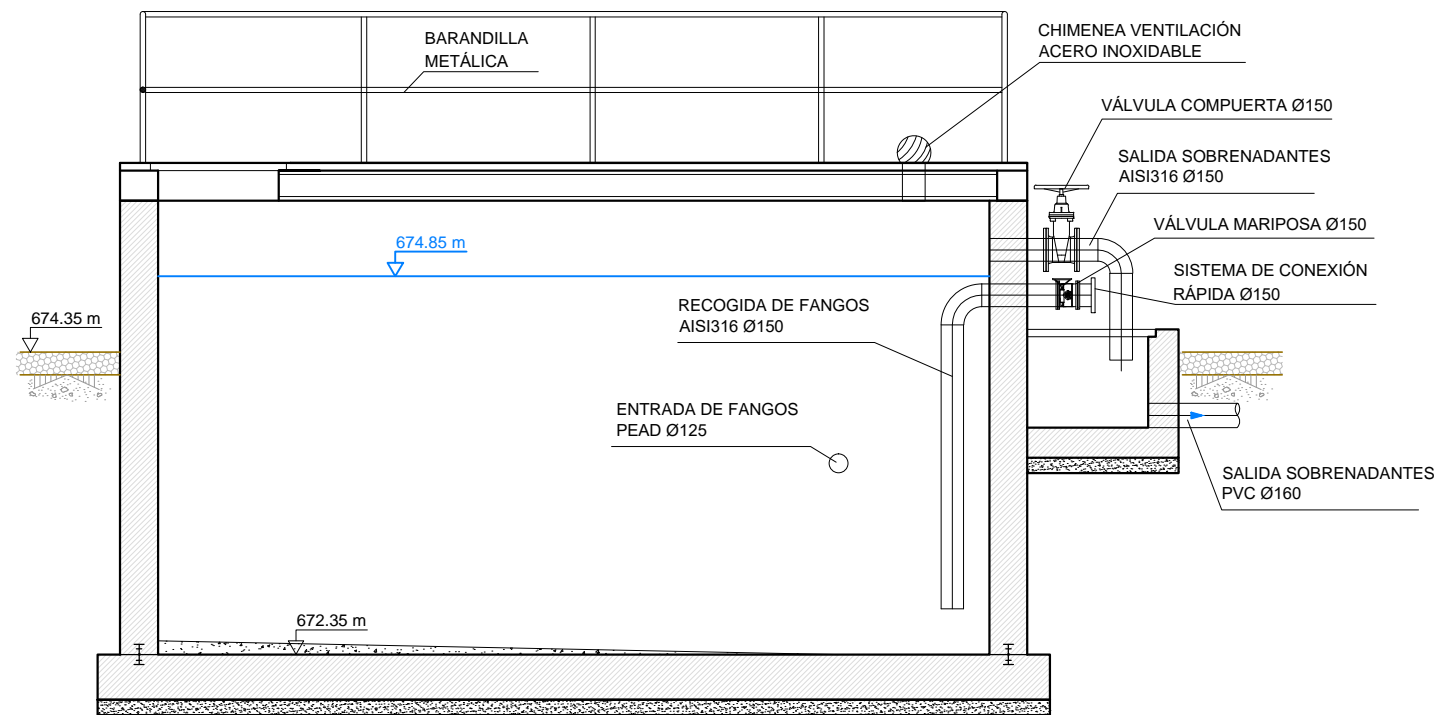 BARANDILLA
METÁLICA
CHIMENEA VENTILACIÓN
ACERO INOXIDABLE
VÁLVULA COMPUERTA Ø150
SALIDA SOBRENADANTES
AISI316 Ø150
VÁLVULA MARIPOSA Ø150
674.85 m
SISTEMA DE CONEXIÓN
RÁPIDA Ø150
RECOGIDA DE FANGOS
AISI316 Ø150
674.35 m
ENTRADA DE FANGOS
PEAD Ø125
SALIDA SOBRENADANTES
PVC Ø160
672.35 m